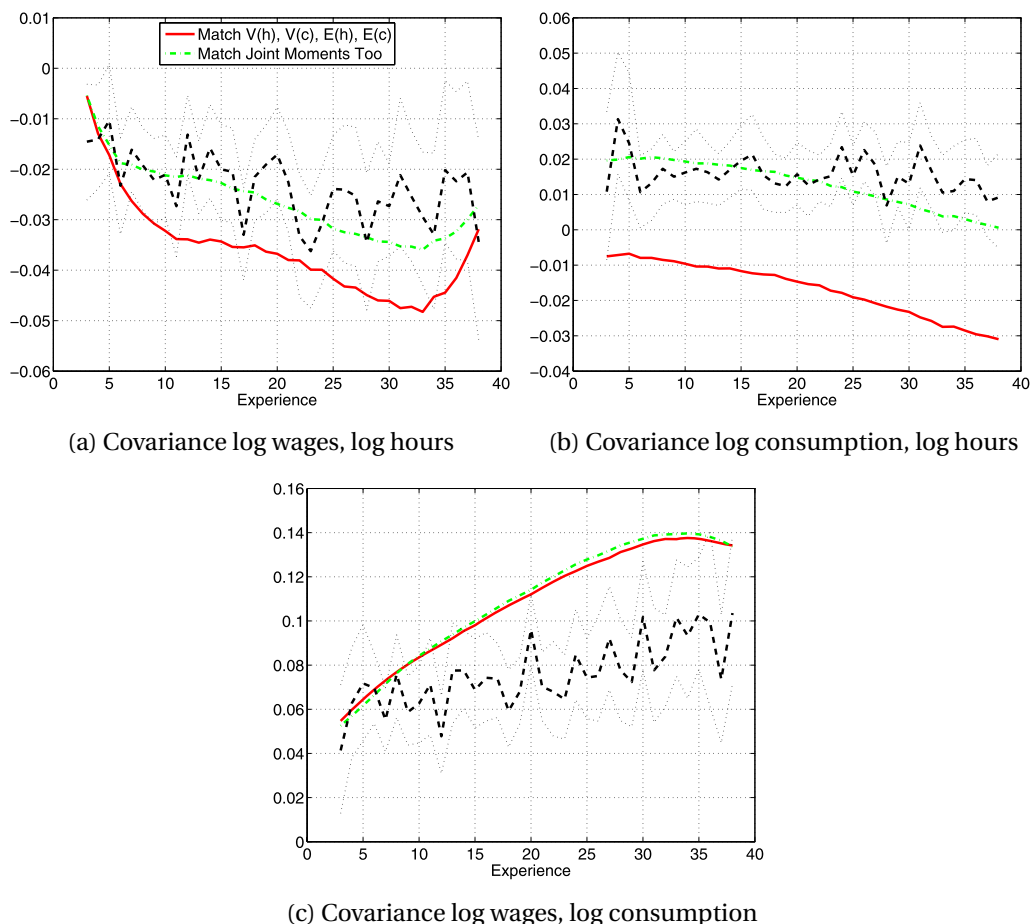 0.01
0
−0.01
−0.02
−0.03
−0.04
−0.05
−0.06
Match V(h), V(c), E(h), E(c)
Match Joint Moments Too
0 5 10 15 20 25 30 35 40
Experience
(a) Covariance log wages, log hours
0.06
0.05
0.04
0.03
0.02
0.01
0
−0.01
−0.02
−0.03
−0.04
0 5 10 15 20 25 30 35 40
Experience
(b) Covariance log consumption, log hours
0.16
0.14
0.12
0.1
0.08
0.06
0.04
0.02
0
0 5 10 15 20 25 30 35 40
Experience
(c) Covariance log wages, log consumption